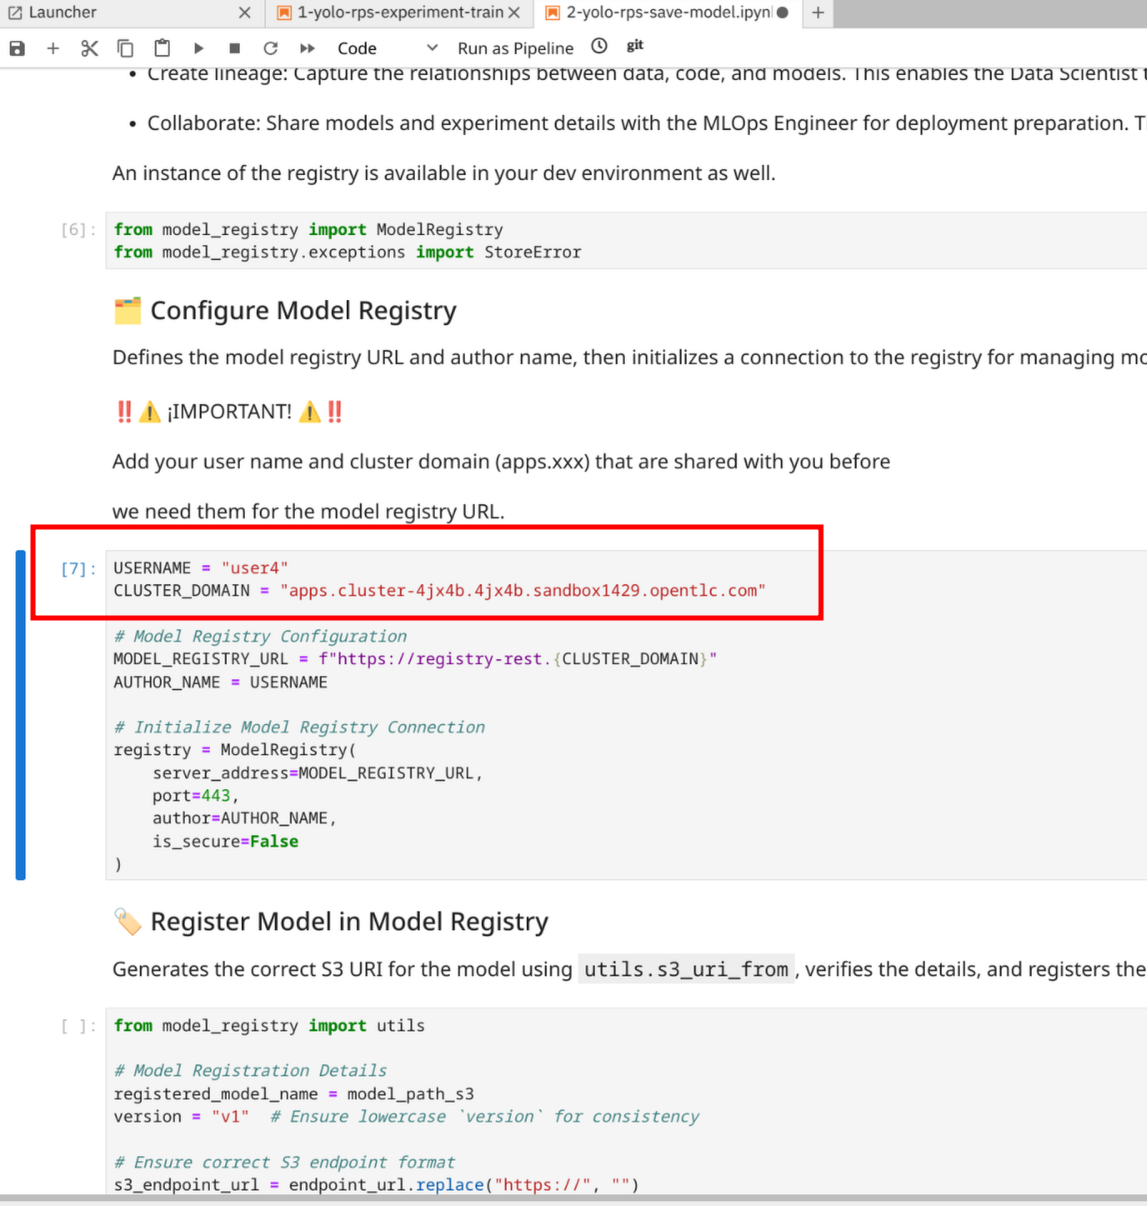 Launcher
1-yolo-rps-experiment-train
2-yolo-rps-save-model.ipynl
Code
Run as Pipeline
git
• Create lineage: Capture the relationships between data, code, and models. This enables the Data Scientist t
• Collaborate: Share models and experiment details with the MLOps Engineer for deployment preparation. T
An instance of the registry is available in your dev environment as well.
[6]:
from model_registry import ModelRegistry
from model_registry.exceptions import StoreError
🗂️ Configure Model Registry
Defines the model registry URL and author name, then initializes a connection to the registry for managing mo
‼️⚠️ ¡IMPORTANT! ⚠️‼️
Add your user name and cluster domain (apps.xxx) that are shared with you before
we need them for the model registry URL.
[7]:
USERNAME = "user4"
CLUSTER_DOMAIN = "apps.cluster-4jx4b.4jx4b.sandbox1429.opentlc.com"
# Model Registry Configuration
MODEL_REGISTRY_URL = f"https://registry-rest.{CLUSTER_DOMAIN}"
AUTHOR_NAME = USERNAME
# Initialize Model Registry Connection
registry = ModelRegistry(
    server_address=MODEL_REGISTRY_URL,
    port=443,
    author=AUTHOR_NAME,
    is_secure=False
)
🏷️ Register Model in Model Registry
Generates the correct S3 URI for the model using utils.s3_uri_from, verifies the details, and registers the
[ ]:
from model_registry import utils
# Model Registration Details
registered_model_name = model_path_s3
version = "v1"  # Ensure lowercase `version` for consistency
# Ensure correct S3 endpoint format
s3_endpoint_url = endpoint_url.replace("https://", "")